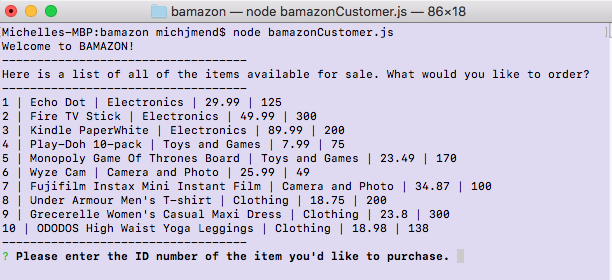 bamazon — node bamazonCustomer.js — 86×18
Michelles-MBP:bamazon michjmend$ node bamazonCustomer.js
Welcome to BAMAZON!
-----------------------------------
Here is a list of all of the items available for sale. What would you like to order?
-----------------------------------
1 | Echo Dot | Electronics | 29.99 | 125
2 | Fire TV Stick | Electronics | 49.99 | 300
3 | Kindle PaperWhite | Electronics | 89.99 | 200
4 | Play-Doh 10-pack | Toys and Games | 7.99 | 75
5 | Monopoly Game Of Thrones Board | Toys and Games | 23.49 | 170
6 | Wyze Cam | Camera and Photo | 25.99 | 49
7 | Fujifilm Instax Mini Instant Film | Camera and Photo | 34.87 | 100
8 | Under Armour Men's T-shirt | Clothing | 18.75 | 200
9 | Grecerelle Women's Casual Maxi Dress | Clothing | 23.8 | 300
10 | ODODOS High Waist Yoga Leggings | Clothing | 18.98 | 138
-----------------------------------
? Please enter the ID number of the item you'd like to purchase.